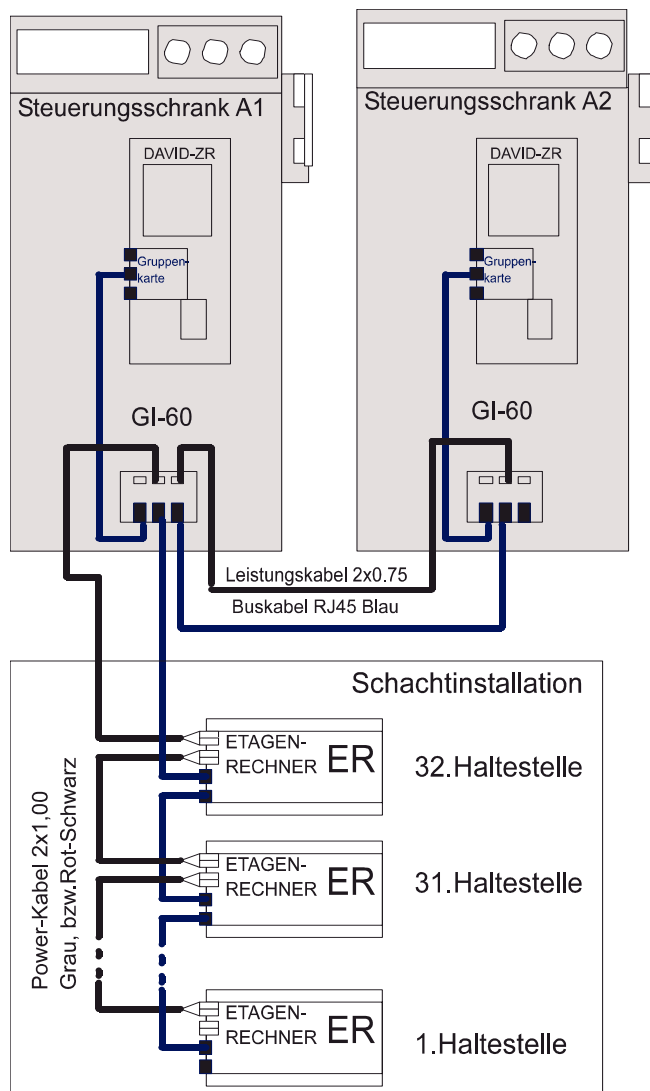 Steuerungsschrank A1
DAVID-ZR
Gruppen-
karte
GI-60
Steuerungsschrank A2
DAVID-ZR
Gruppen-
karte
GI-60
Leistungskabel 2x0.75
Buskabel RJ45 Blau
Schachtinstallation
Power-Kabel 2x1,00
Grau, bzw.Rot-Schwarz
ETAGEN-
RECHNER ER
32.Haltestelle
ETAGEN-
RECHNER ER
31.Haltestelle
ETAGEN-
RECHNER ER
1.Haltestelle